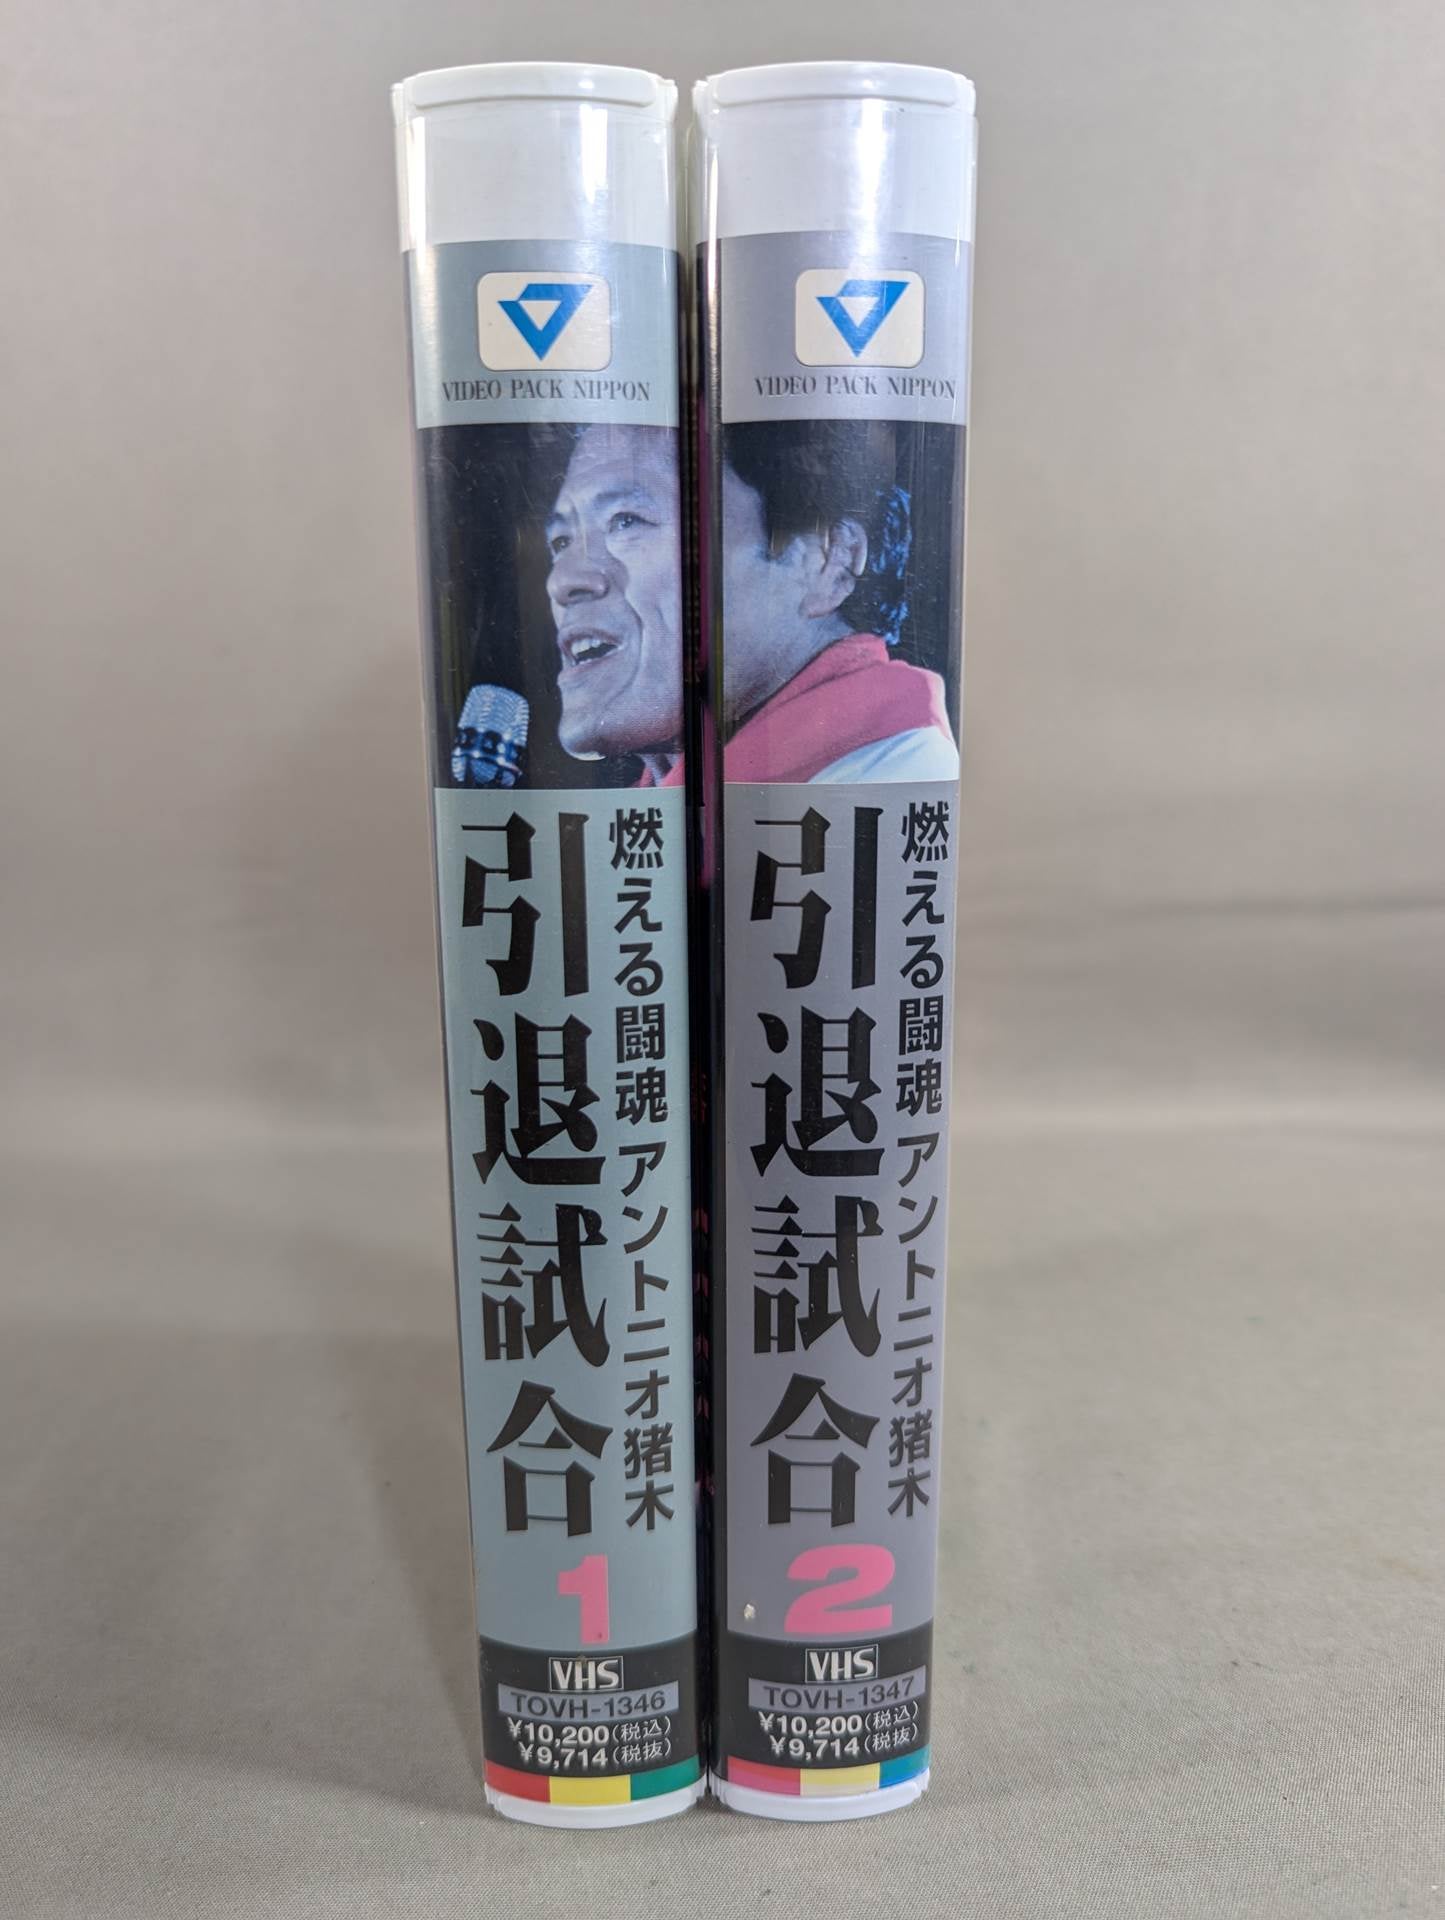 VIDEO PACK NIPPON
燃える闘魂 アントニオ猪木
引退試合
1
VHS
TOVH-1346
¥10,200(税込)
¥9,714(税抜)
VIDEO PACK NIPPON
燃える闘魂 アントニオ猪木
引退試合
2
VHS
TOVH-1347
¥10,200(税込)
¥9,714(税抜)